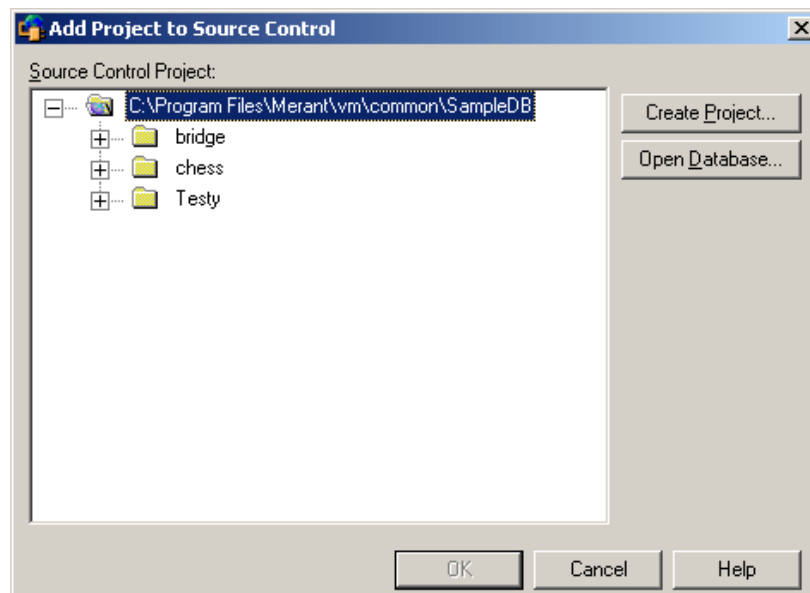 Add Project to Source Control
Source Control Project:
C:\Program Files\Merant\vm\common\SampleDB
bridge
chess
Testy
Create Project...
Open Database...
OK
Cancel
Help